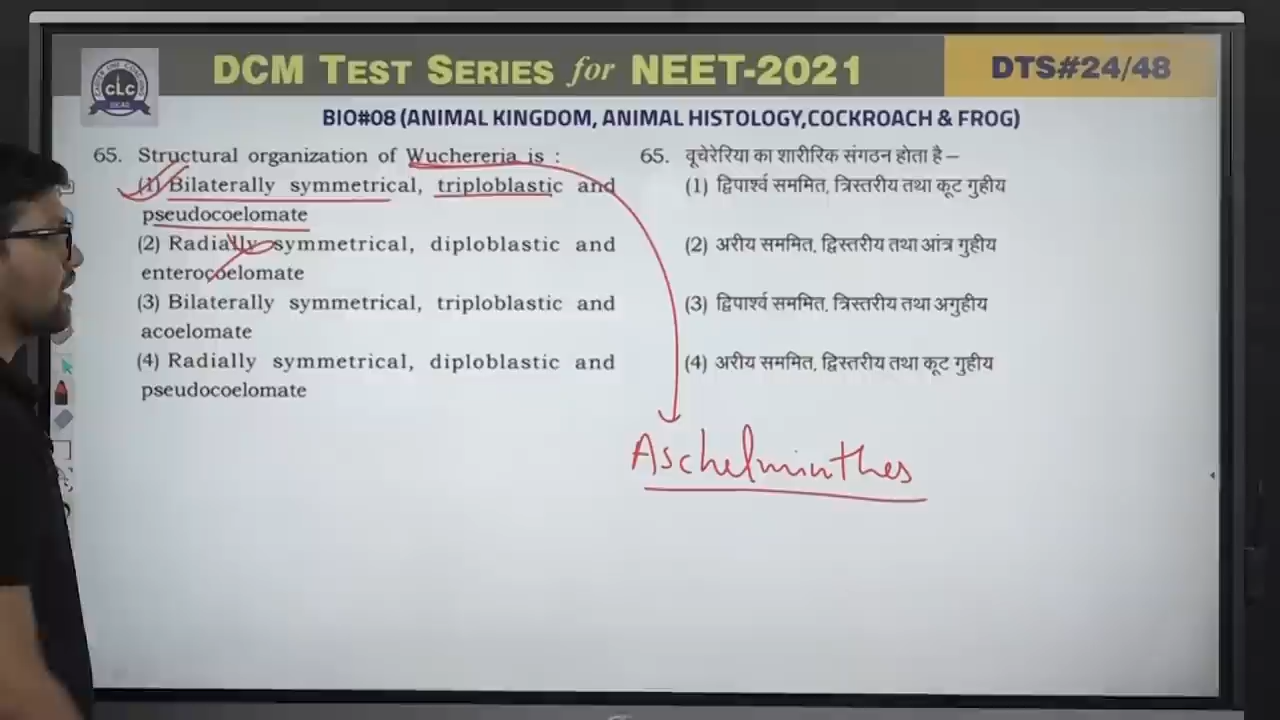 DCM TEST SERIES for NEET-2021
DTS#24/48
CLC
BIO#08 (ANIMAL KINGDOM, ANIMAL HISTOLOGY,COCKROACH & FROG)
65. Structural organization of Wuchereria is :
(1) Bilaterally symmetrical, triploblastic and
pseudocoelomate
(2) Radially symmetrical, diploblastic and
enterocoelomate
(3) Bilaterally symmetrical, triploblastic and
acoelomate
(4) Radially symmetrical, diploblastic and
pseudocoelomate
65. वूचेरेरिया का शारीरिक संगठन होता है –
(1) द्विपार्श्व सममित, त्रिस्तरीय तथा कूट गुहीय
(2) अरीय सममित, द्विस्तरीय तथा आंत्र गुहीय
(3) द्विपार्श्व सममित, त्रिस्तरीय तथा अगुहीय
(4) अरीय सममित, द्विस्तरीय तथा कूट गुहीय
Aschelminthes